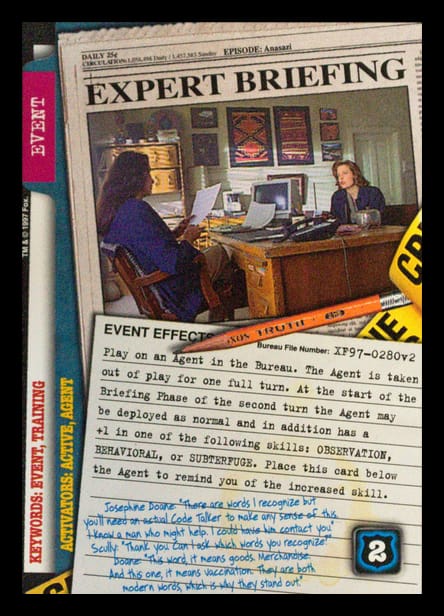 DAILY 25¢
CIRCULATION: 1,056,496 Daily / 1,457,583 Sunday
EPISODE: Anasazi
EXPERT BRIEFING
EVENT
TM & © 1997 Fox.
KEYWORDS: EVENT, TRAINING
ACTIVATORS: ACTIVE, AGENT
TRUTH
EVENT EFFECTS
Bureau File Number: XF97-0280v2
Play on an Agent in the Bureau. The Agent is taken
out of play for one full turn. At the start of the
Briefing Phase of the second turn the Agent may
be deployed as normal and in addition has a
+1 in one of the following skills: OBSERVATION,
BEHAVIORAL, or SUBTERFUGE. Place this card below
the Agent to remind you of the increased skill.
Josephine Doane: "There are words I recognize but
you'll need an actual Code Talker to make any sense of this.
I know a man who might help. I could have him contact you"
Scully: "Thank you. Can I ask which words you recognize?"
Doane: "This word, it means goods. Merchandise.
And this one, it means vaccination. They are both
modern words, which is why they stand out."
2